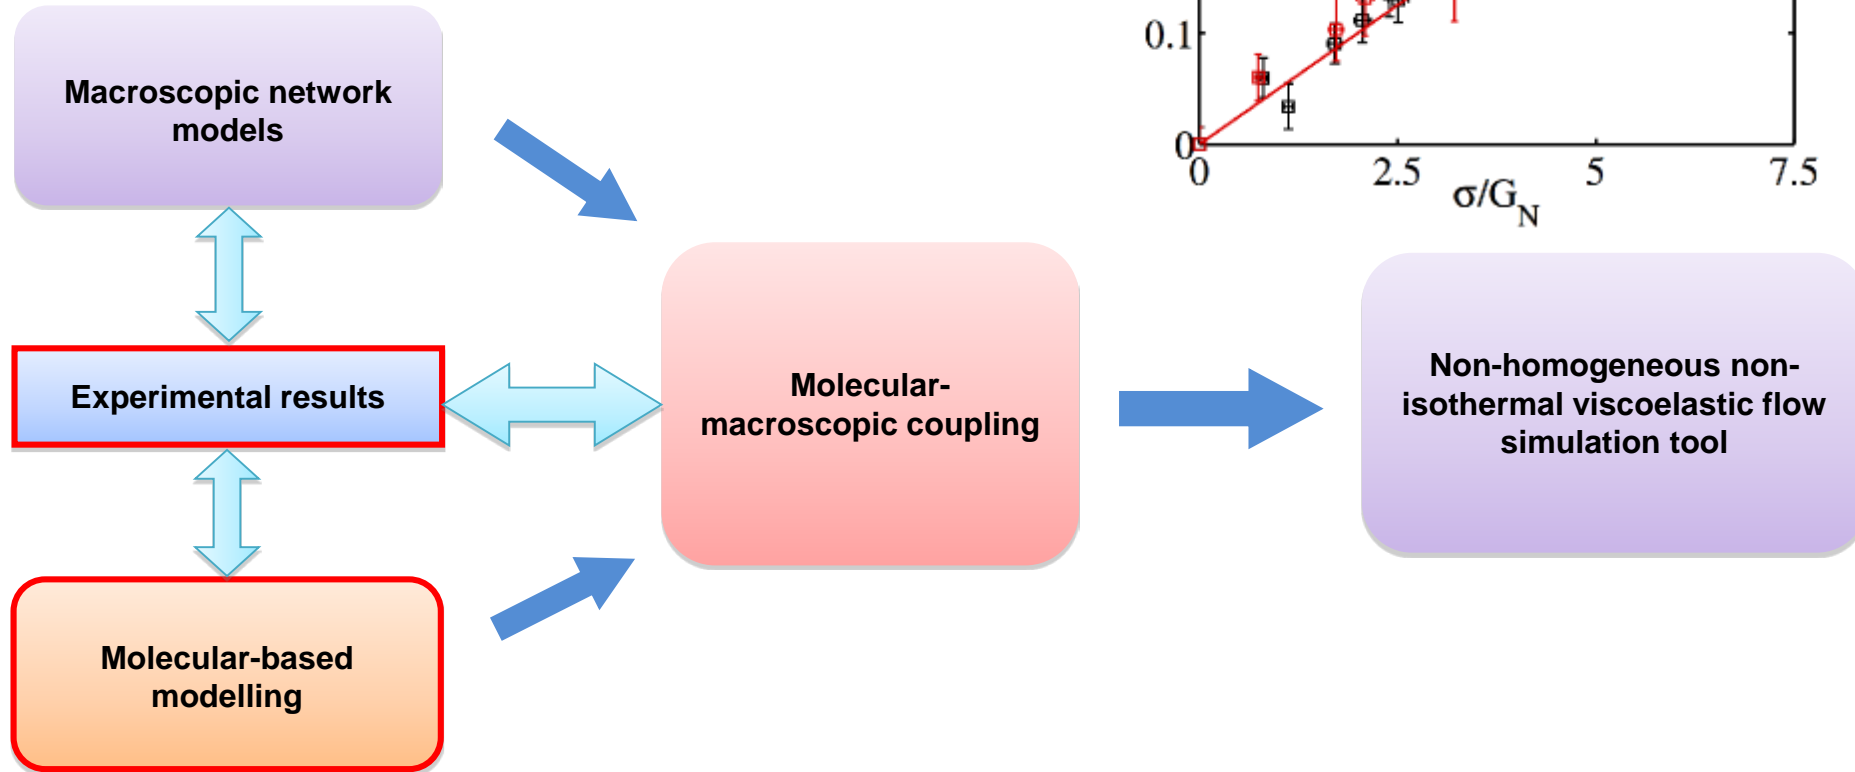 Macroscopic network
models
0.1
0
0
2.5
5
7.5
σ/G_N
Experimental results
Molecular-
macroscopic coupling
Non-homogeneous non-
isothermal viscoelastic flow
simulation tool
Molecular-based
modelling